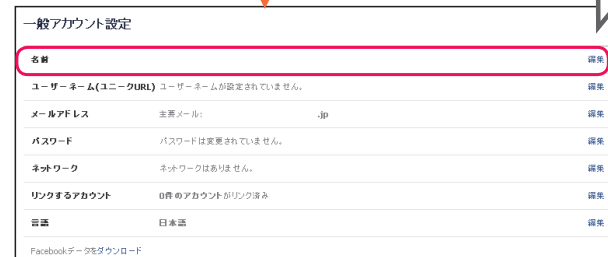 一般アカウント設定
名前 編集
ユーザーネーム(ユニークURL) ユーザーネームが設定されていません。 編集
メールアドレス 主要メール: .jp 編集
パスワード パスワードは変更されていません。 編集
ネットワーク ネットワークはありません。 編集
リンクするアカウント 0件のアカウントがリンク済み 編集
言語 日本語 編集
Facebookデータをダウンロード